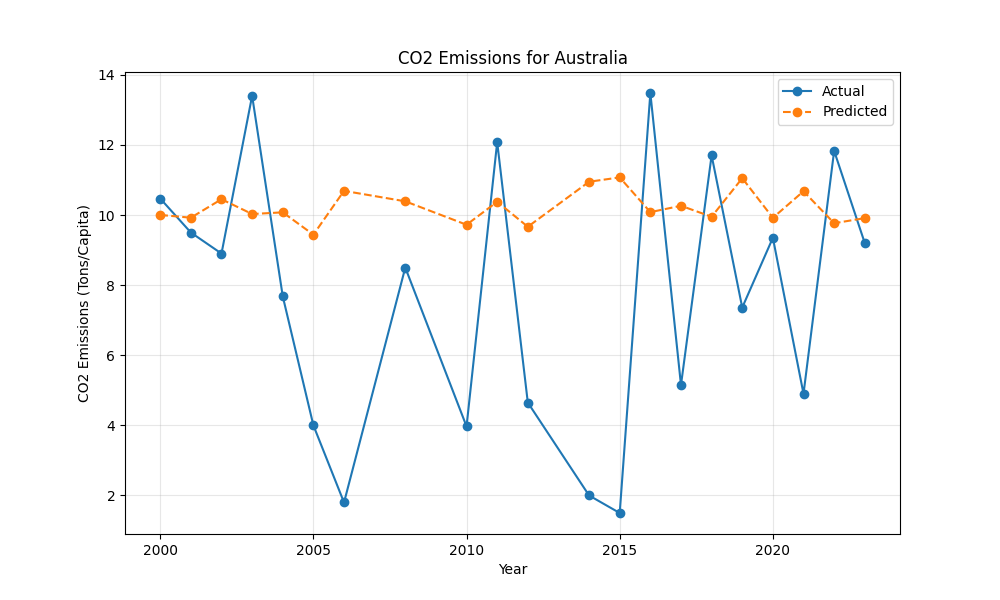 CO2 Emissions for Australia
Actual
Predicted
CO2 Emissions (Tons/Capita)
14
12
10
8
6
4
2
2000
2005
2010
2015
2020
Year